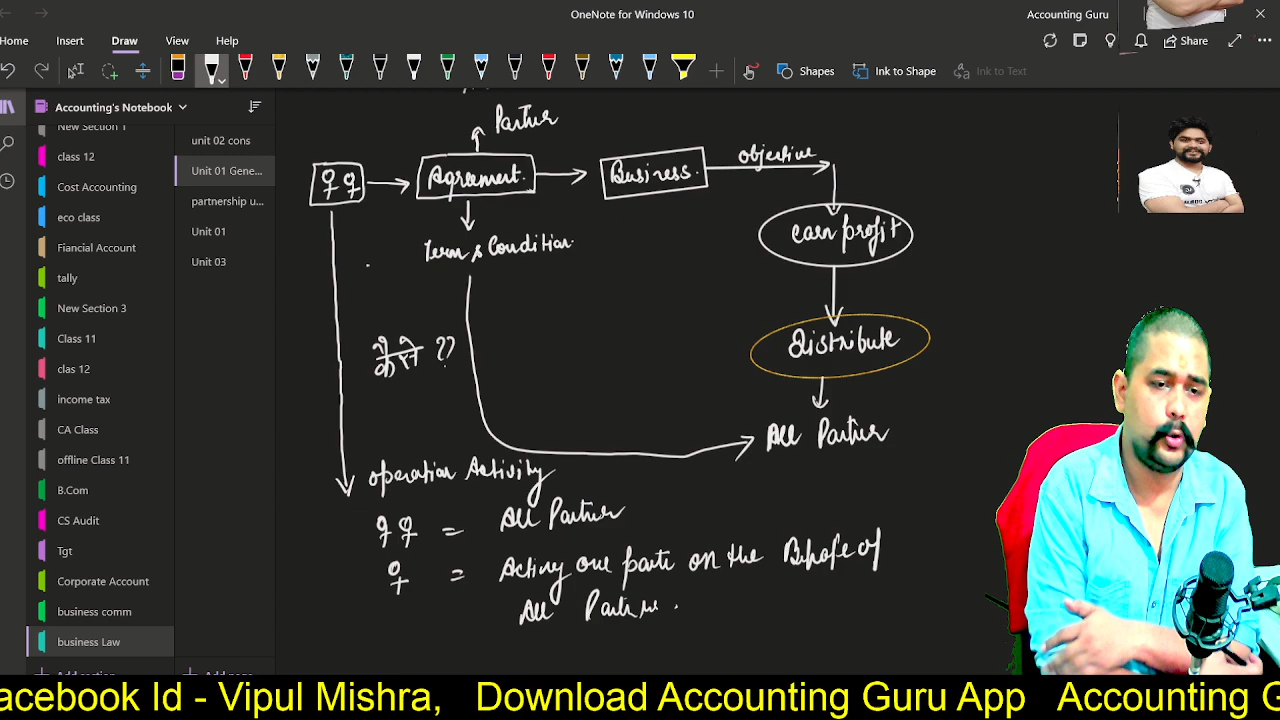 OneNote for Windows 10
Accounting Guru
Home Insert Draw View Help
Share
Shapes
Ink to Shape
Ink to Text
Accounting's Notebook
New Section 1
class 12
Cost Accounting
eco class
Fiancial Account
tally
New Section 3
Class 11
clas 12
income tax
CA Class
offline Class 11
B.Com
CS Audit
Tgt
Corporate Account
business comm
business Law
unit 02 cons
Unit 01 Gene...
partnership u...
Unit 01
Unit 03
Partner
Agreement.
Business.
objective
Term & Condition
earn profit
Distribute
All Partner
??
operation Activity
= All Partner
= Acting one
on the
of
All
acebook Id - Vipul Mishra, Download Accounting Guru App Accounting G